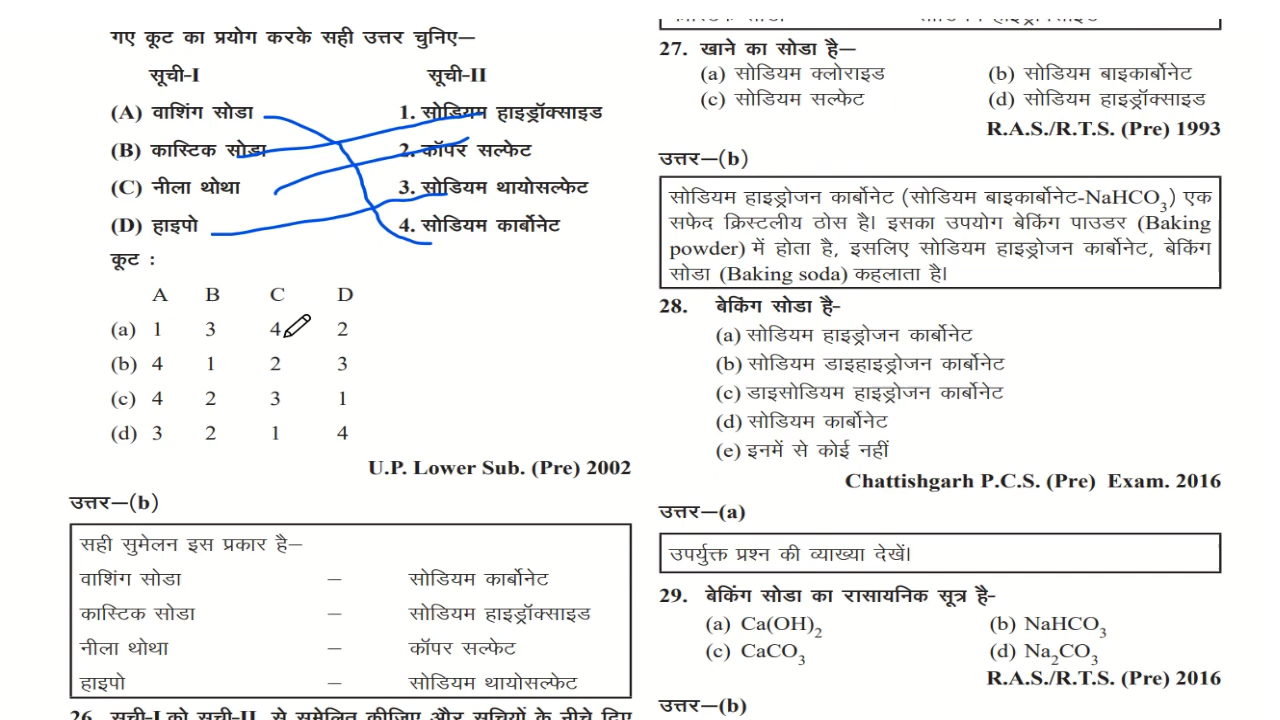 गए कूट का प्रयोग करके सही उत्तर चुनिए—
सूची-I सूची-II
(A) वाशिंग सोडा 1. सोडियम हाइड्रॉक्साइड
(B) कास्टिक सोडा 2. कॉपर सल्फेट
(C) नीला थोथा 3. सोडियम थायोसल्फेट
(D) हाइपो 4. सोडियम कार्बोनेट
कूट :
A B C D
(a) 1 3 4 2
(b) 4 1 2 3
(c) 4 2 3 1
(d) 3 2 1 4
U.P. Lower Sub. (Pre) 2002
उत्तर—(b)
सही सुमेलन इस प्रकार है—
वाशिंग सोडा – सोडियम कार्बोनेट
कास्टिक सोडा – सोडियम हाइड्रॉक्साइड
नीला थोथा – कॉपर सल्फेट
हाइपो – सोडियम थायोसल्फेट
26. सूची-I को सूची-II से सुमेलित कीजिए और सूचियों के नीचे दिए
27. खाने का सोडा है—
(a) सोडियम क्लोराइड (b) सोडियम बाइकार्बोनेट
(c) सोडियम सल्फेट (d) सोडियम हाइड्रॉक्साइड
R.A.S./R.T.S. (Pre) 1993
उत्तर—(b)
सोडियम हाइड्रोजन कार्बोनेट (सोडियम बाइकार्बोनेट-NaHCO₃) एक
सफेद क्रिस्टलीय ठोस है। इसका उपयोग बेकिंग पाउडर (Baking
powder) में होता है, इसलिए सोडियम हाइड्रोजन कार्बोनेट, बेकिंग
सोडा (Baking soda) कहलाता है।
28. बेकिंग सोडा है-
(a) सोडियम हाइड्रोजन कार्बोनेट
(b) सोडियम डाइहाइड्रोजन कार्बोनेट
(c) डाइसोडियम हाइड्रोजन कार्बोनेट
(d) सोडियम कार्बोनेट
(e) इनमें से कोई नहीं
Chattishgarh P.C.S. (Pre) Exam. 2016
उत्तर—(a)
उपर्युक्त प्रश्न की व्याख्या देखें।
29. बेकिंग सोडा का रासायनिक सूत्र है-
(a) Ca(OH)₂ (b) NaHCO₃
(c) CaCO₃ (d) Na₂CO₃
R.A.S./R.T.S. (Pre) 2016
उत्तर—(b)